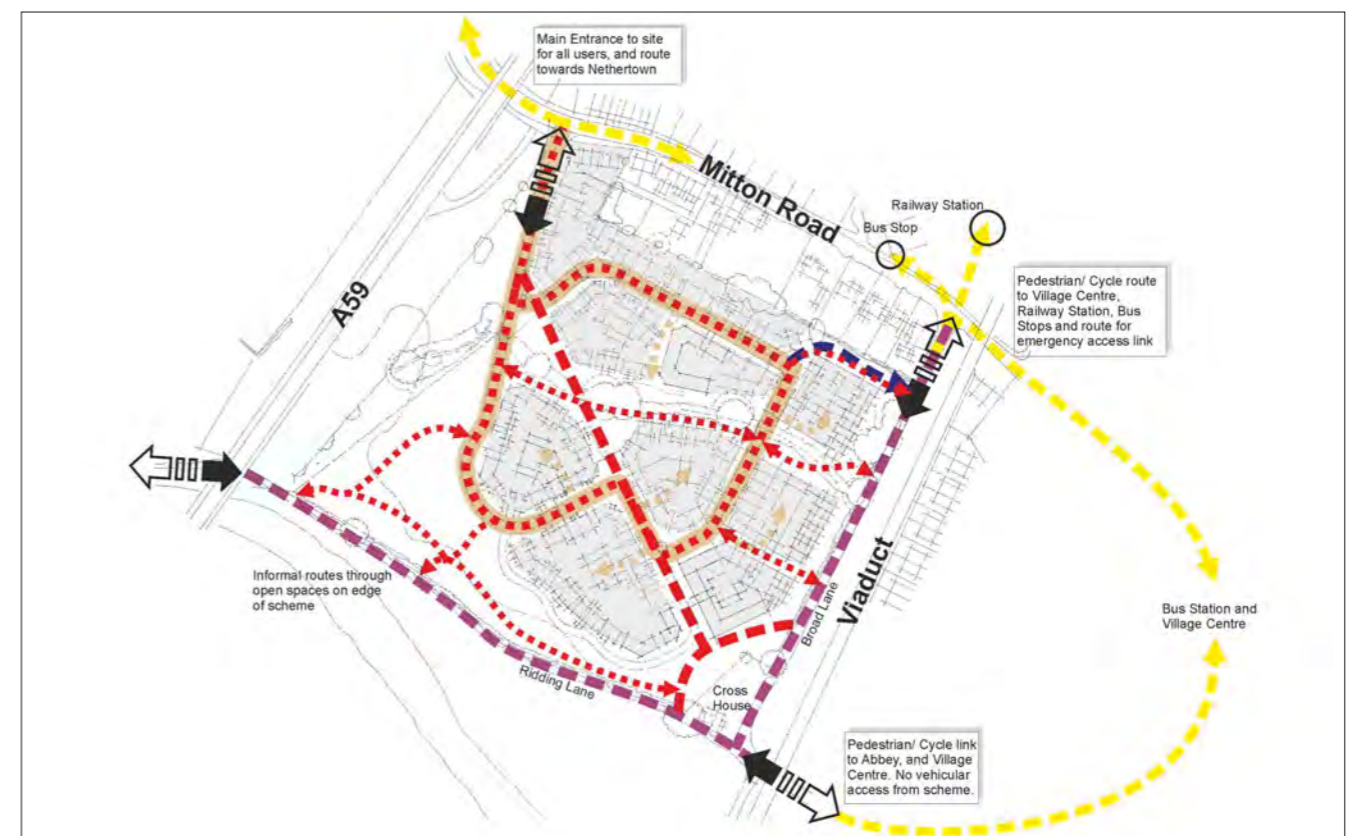 Main Entrance to site
for all users, and route
towards Nethertown
Mitton Road
Railway Station
Bus Stop
A59
Pedestrian/ Cycle route
to Village Centre,
Railway Station, Bus
Stops and route for
emergency access link
Informal routes through
open spaces on edge
of scheme
Viaduct
Broad Lane
Bus Station and
Village Centre
Ridding Lane
Cross
House
Pedestrian/ Cycle link
to Abbey, and Village
Centre. No vehicular
access from scheme.